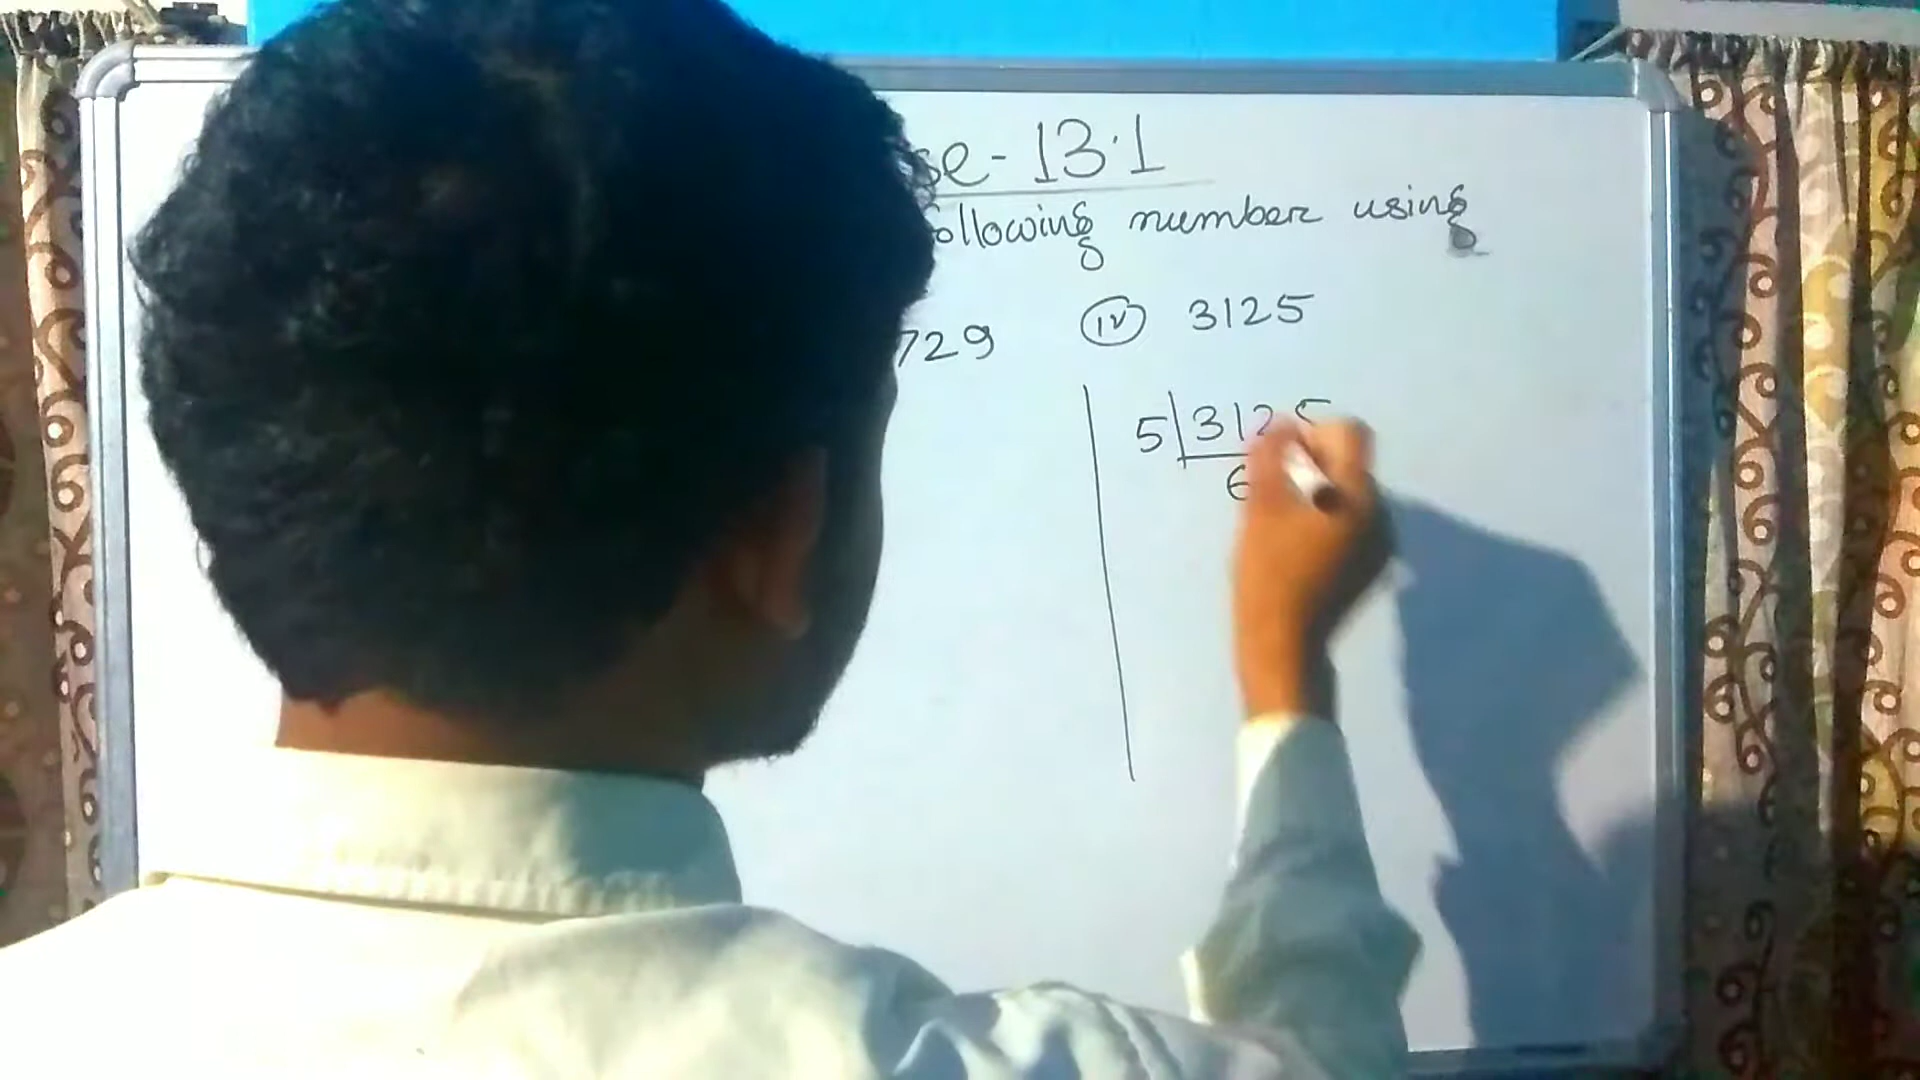 se - 13.1
ollowing number using
729 (iv) 3125
5 3125
6